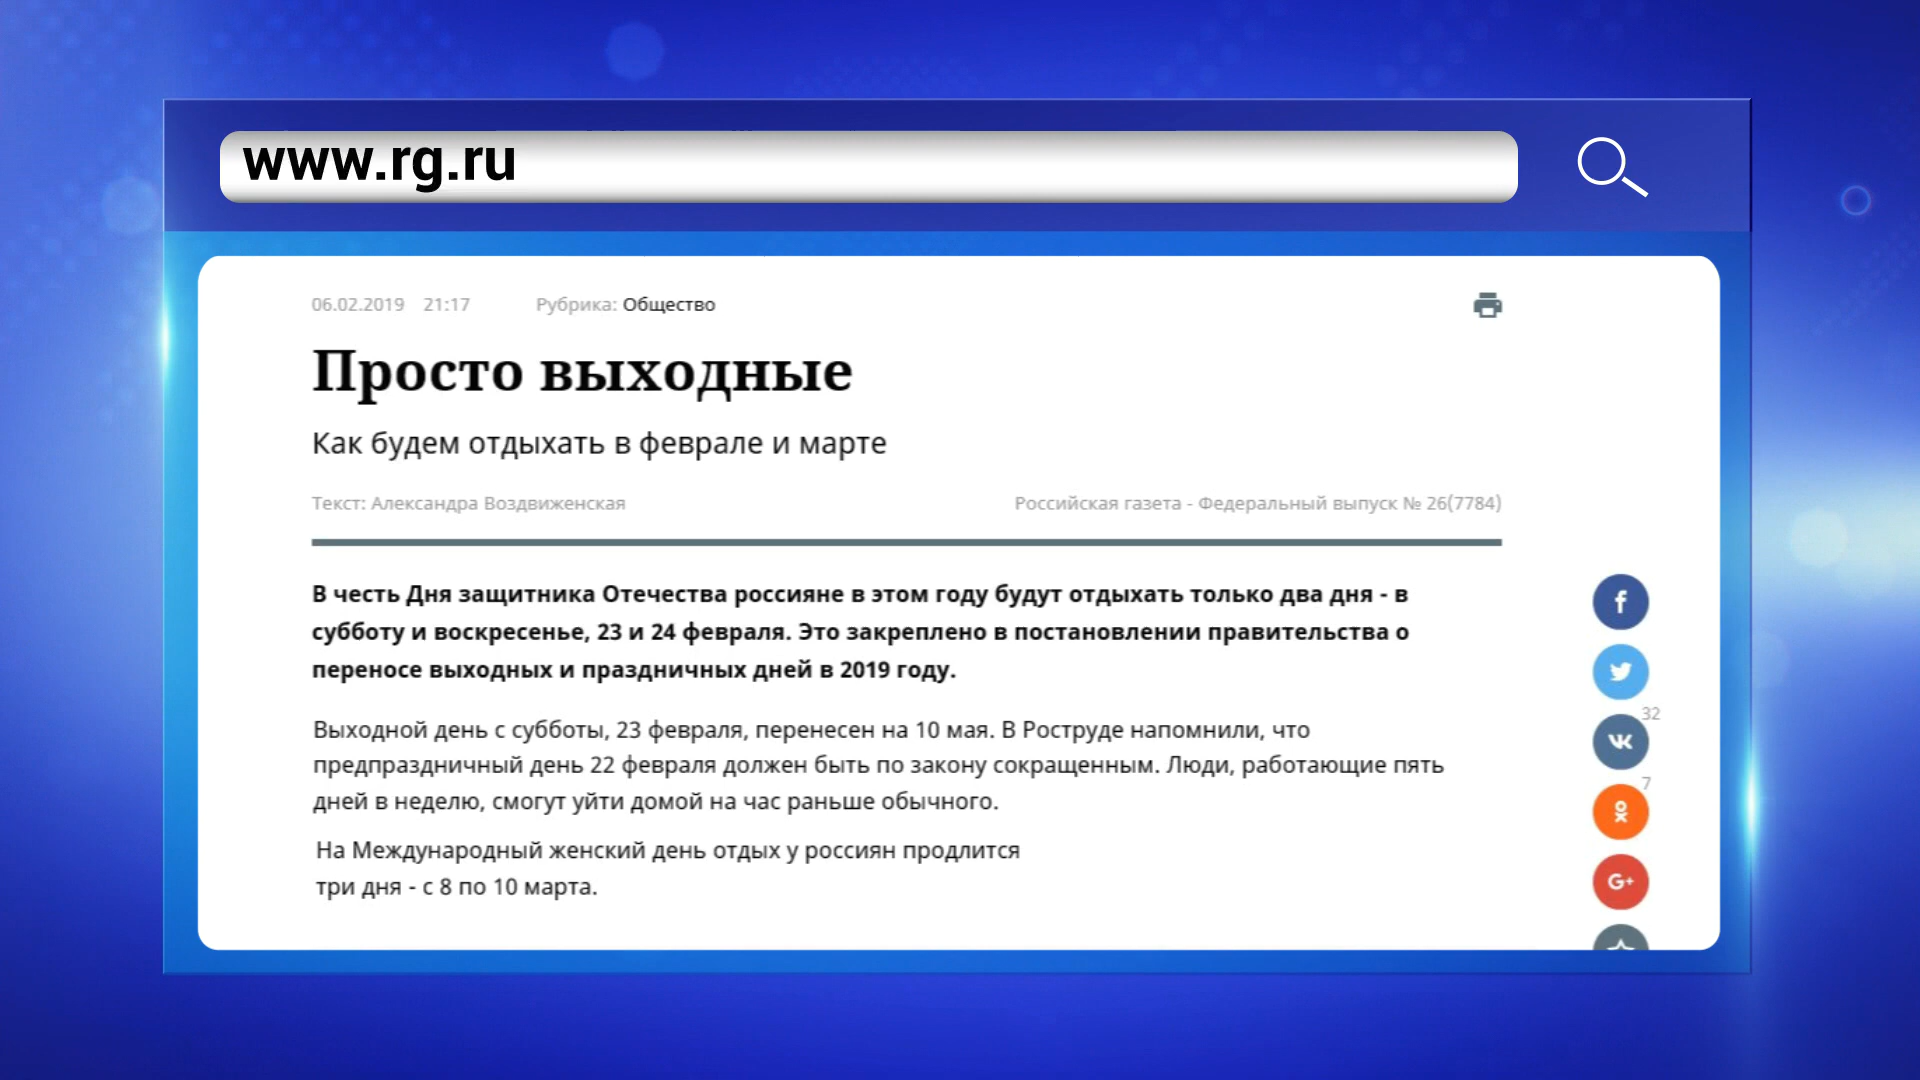 www.rg.ru
06.02.2019 21:17 Рубрика: Общество
Просто выходные
Как будем отдыхать в феврале и марте
Текст: Александра Воздвиженская Российская газета - Федеральный выпуск № 26(7784)
В честь Дня защитника Отечества россияне в этом году будут отдыхать только два дня - в
субботу и воскресенье, 23 и 24 февраля. Это закреплено в постановлении правительства о
переносе выходных и праздничных дней в 2019 году.
Выходной день с субботы, 23 февраля, перенесен на 10 мая. В Роструде напомнили, что
предпраздничный день 22 февраля должен быть по закону сокращенным. Люди, работающие пять
дней в неделю, смогут уйти домой на час раньше обычного.
На Международный женский день отдых у россиян продлится
три дня - с 8 по 10 марта.
32
7
G+